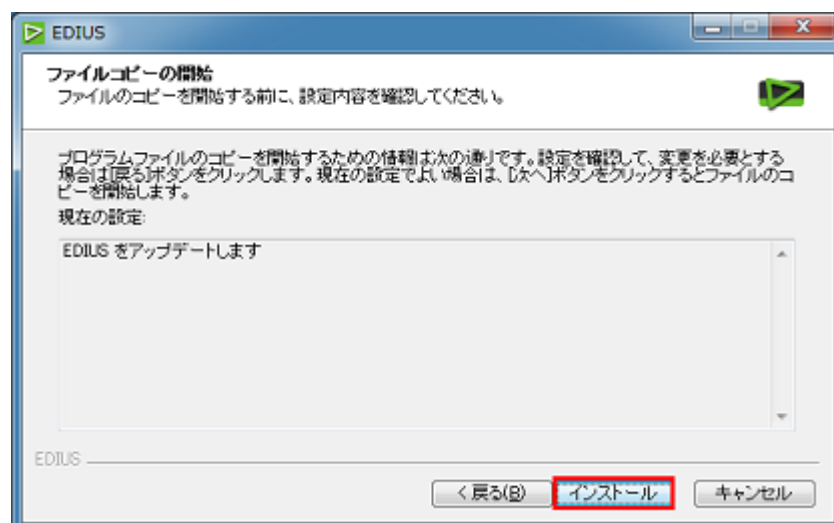 EDIUS
ファイルコピーの開始
ファイルのコピーを開始する前に、設定内容を確認してください。
プログラムファイルのコピーを開始するための情報は次の通りです。設定を確認して、変更を必要とする
場合は[戻る]ボタンをクリックします。現在の設定でよい場合は、[次へ]ボタンをクリックするとファイルのコ
ピーを開始します。
現在の設定:
EDIUS をアップデートします
EDIUS
< 戻る(B)
インストール
キャンセル